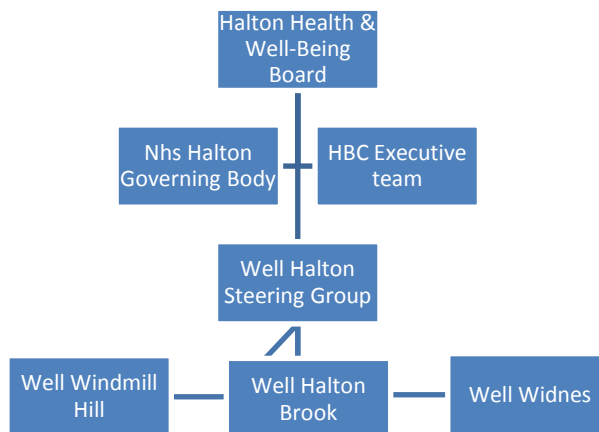 Halton Health &
Well-Being
Board
Nhs Halton
Governing Body
HBC Executive
team
Well Halton
Steering Group
Well Windmill
Hill
Well Halton
Brook
Well Widnes